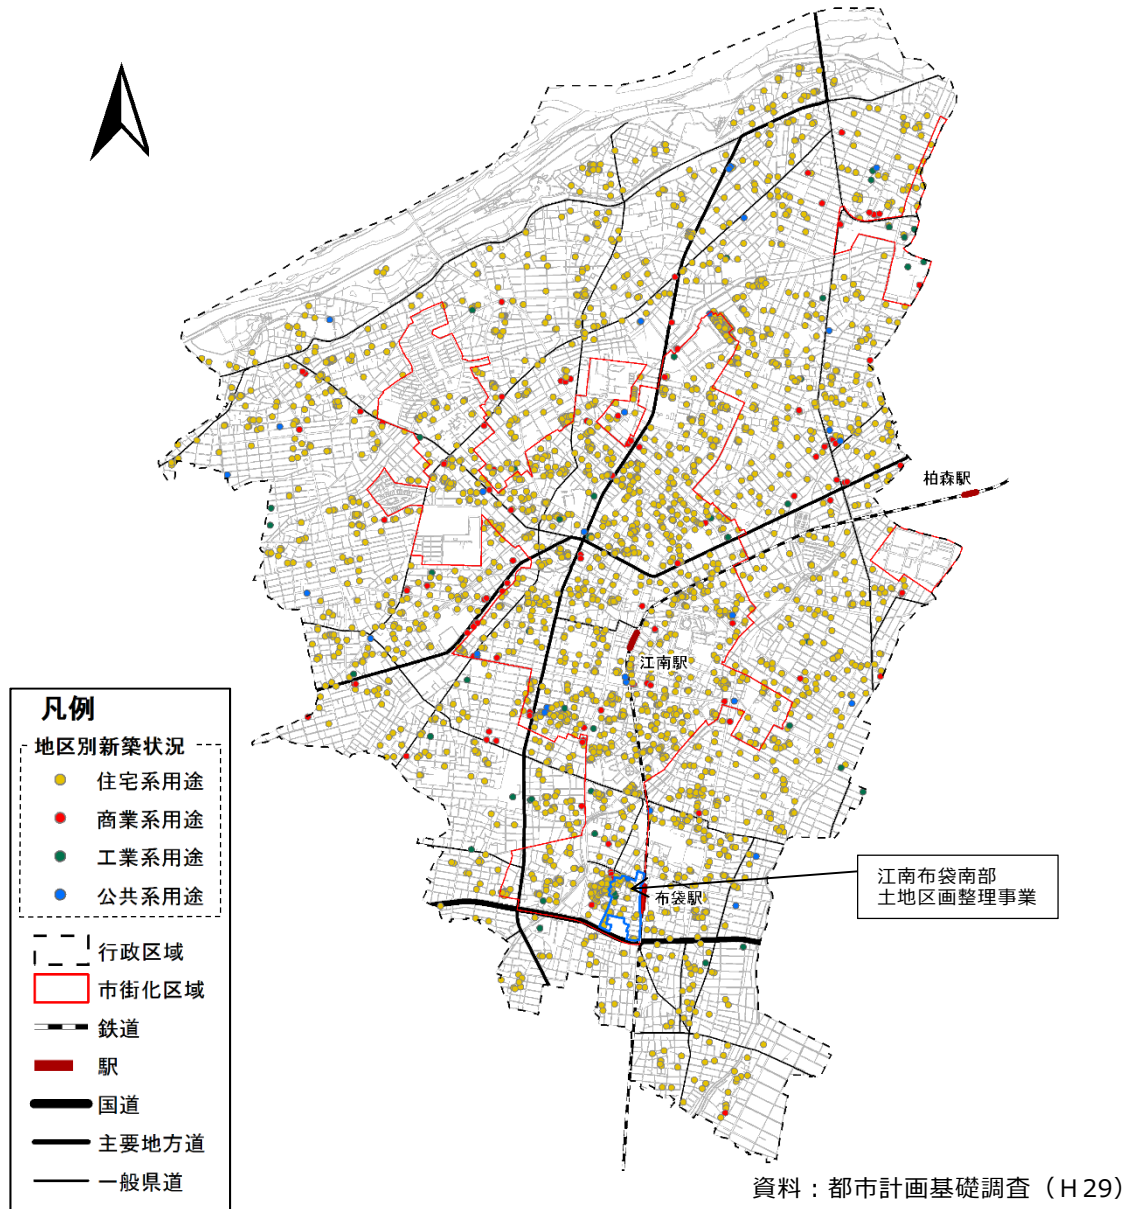 柏森駅
江南駅
布袋駅
江南布袋南部
土地区画整理事業
凡例
地区別新築状況
住宅系用途
商業系用途
工業系用途
公共系用途
行政区域
市街化区域
鉄道
駅
国道
主要地方道
一般県道
資料：都市計画基礎調査（Ｈ29）